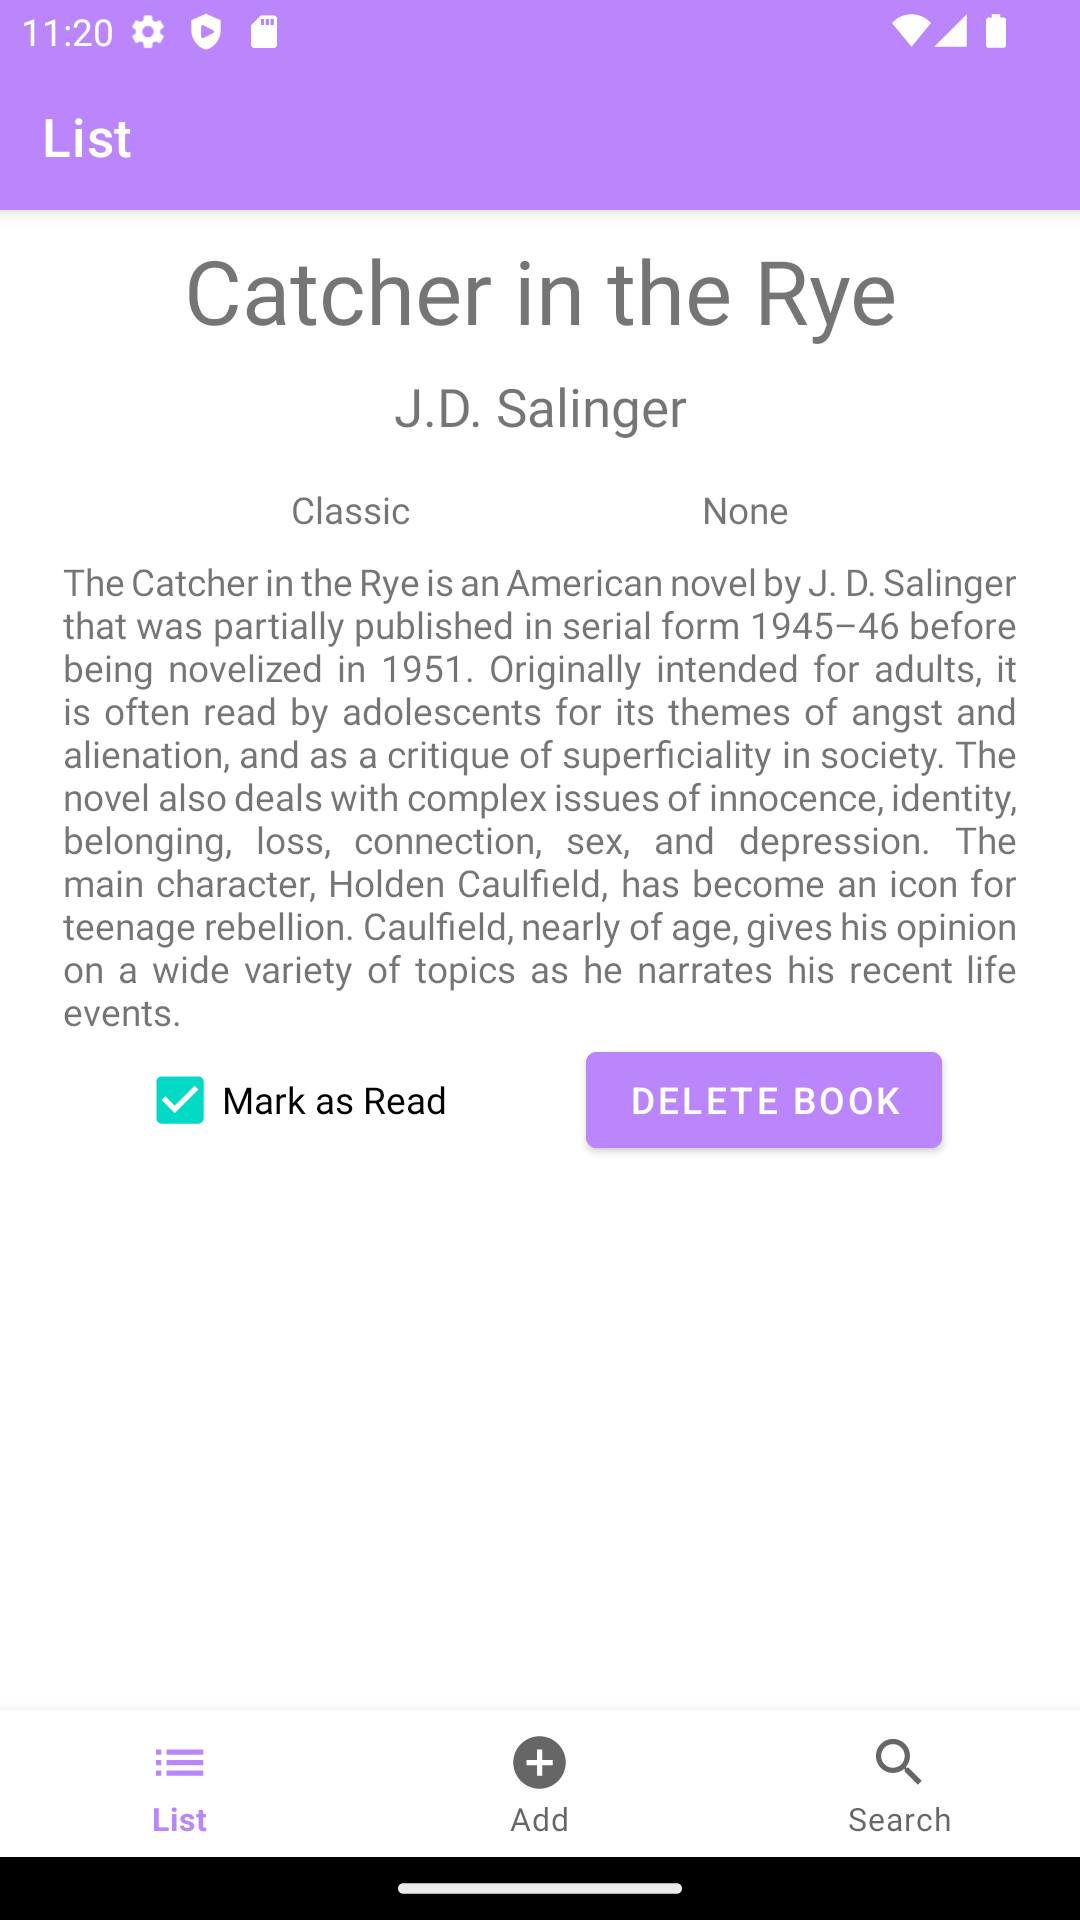 11:20
List
Catcher in the Rye
J.D. Salinger
Classic None
The Catcher in the Rye is an American novel by J. D. Salinger
that was partially published in serial form 1945–46 before
being novelized in 1951. Originally intended for adults, it
is often read by adolescents for its themes of angst and
alienation, and as a critique of superficiality in society. The
novel also deals with complex issues of innocence, identity,
belonging, loss, connection, sex, and depression. The
main character, Holden Caulfield, has become an icon for
teenage rebellion. Caulfield, nearly of age, gives his opinion
on a wide variety of topics as he narrates his recent life
events.
Mark as Read DELETE BOOK
List Add Search